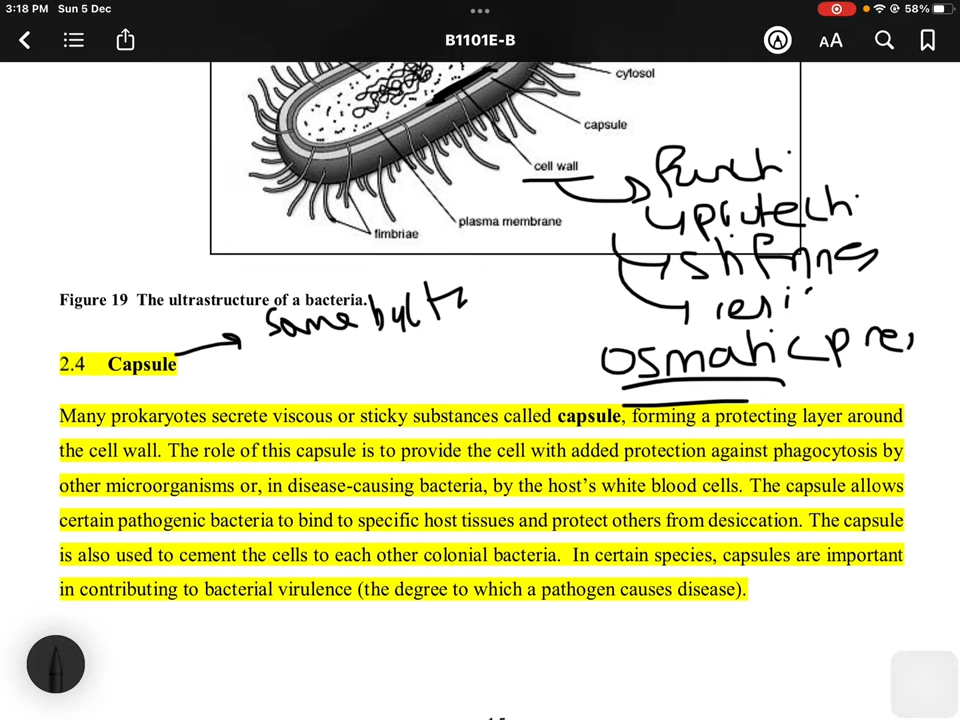 3:18 PM Sun 5 Dec
58%
B1101E-B
AA
cytosol
capsule
cell wall
plasma membrane
fimbriae
Figure 19 The ultrastructure of a bacteria.
2.4 Capsule
Many prokaryotes secrete viscous or sticky substances called capsule, forming a protecting layer around
the cell wall. The role of this capsule is to provide the cell with added protection against phagocytosis by
other microorganisms or, in disease-causing bacteria, by the host's white blood cells. The capsule allows
certain pathogenic bacteria to bind to specific host tissues and protect others from desiccation. The capsule
is also used to cement the cells to each other colonial bacteria. In certain species, capsules are important
in contributing to bacterial virulence (the degree to which a pathogen causes disease).